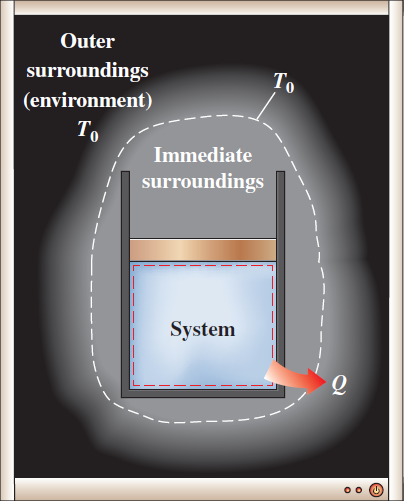 Outer
surroundings
(environment)
T₀
T₀
Immediate
surroundings
System
Q